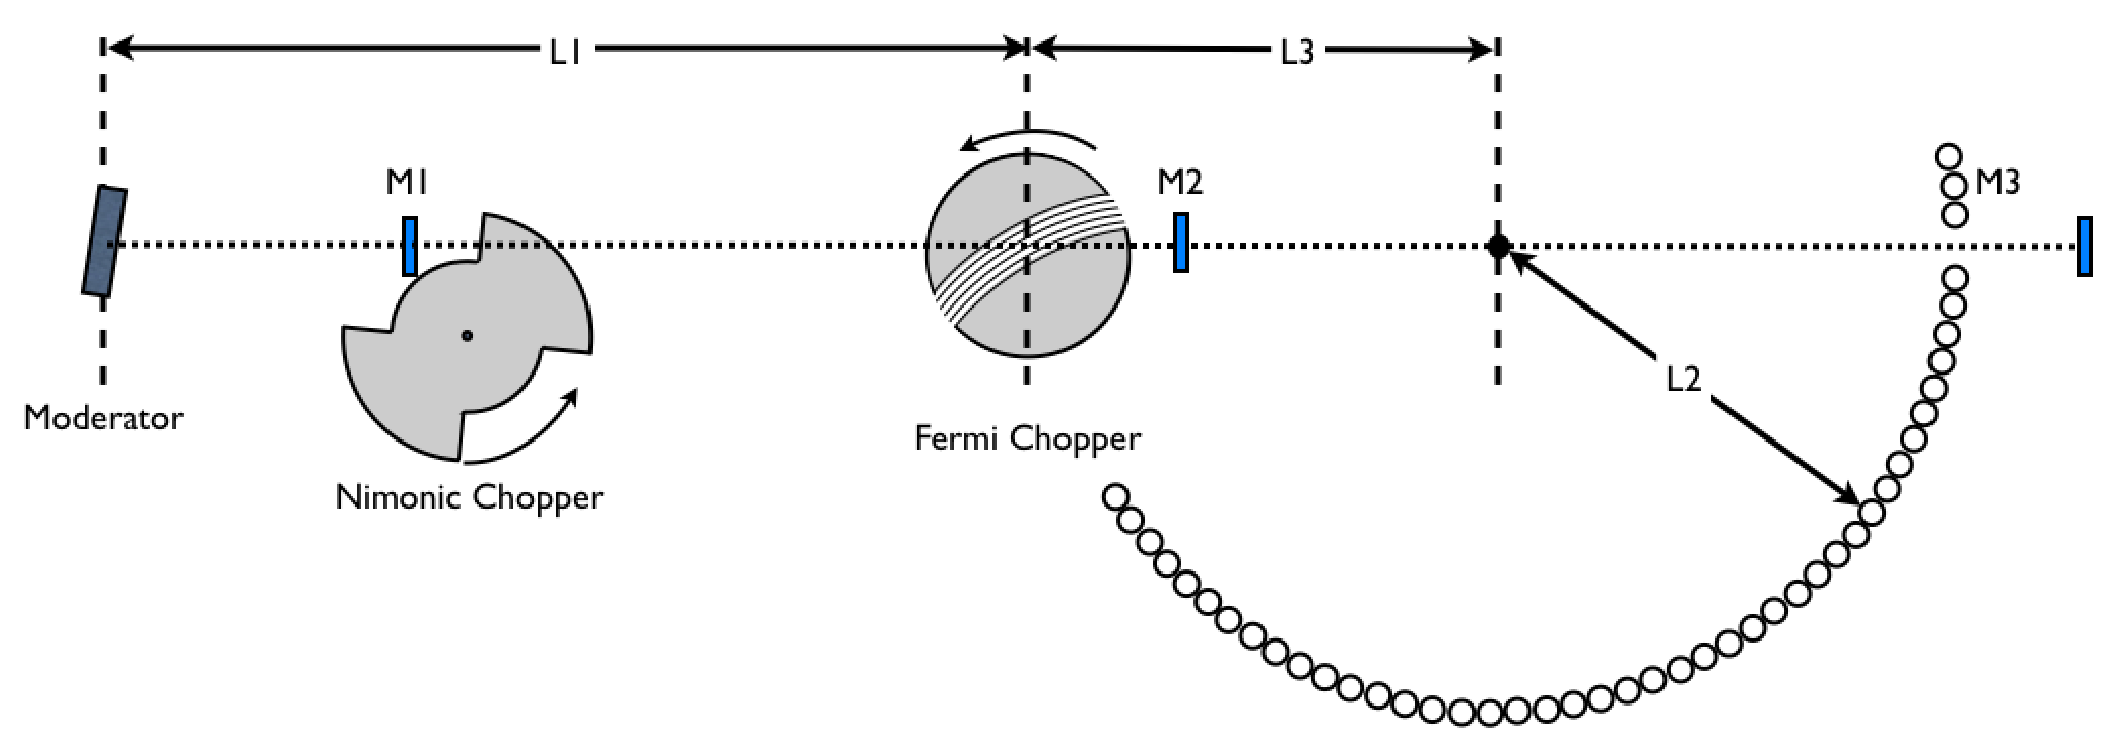 L1
L3
M1
M2
M3
L2
Moderator
Fermi Chopper
Nimonic Chopper